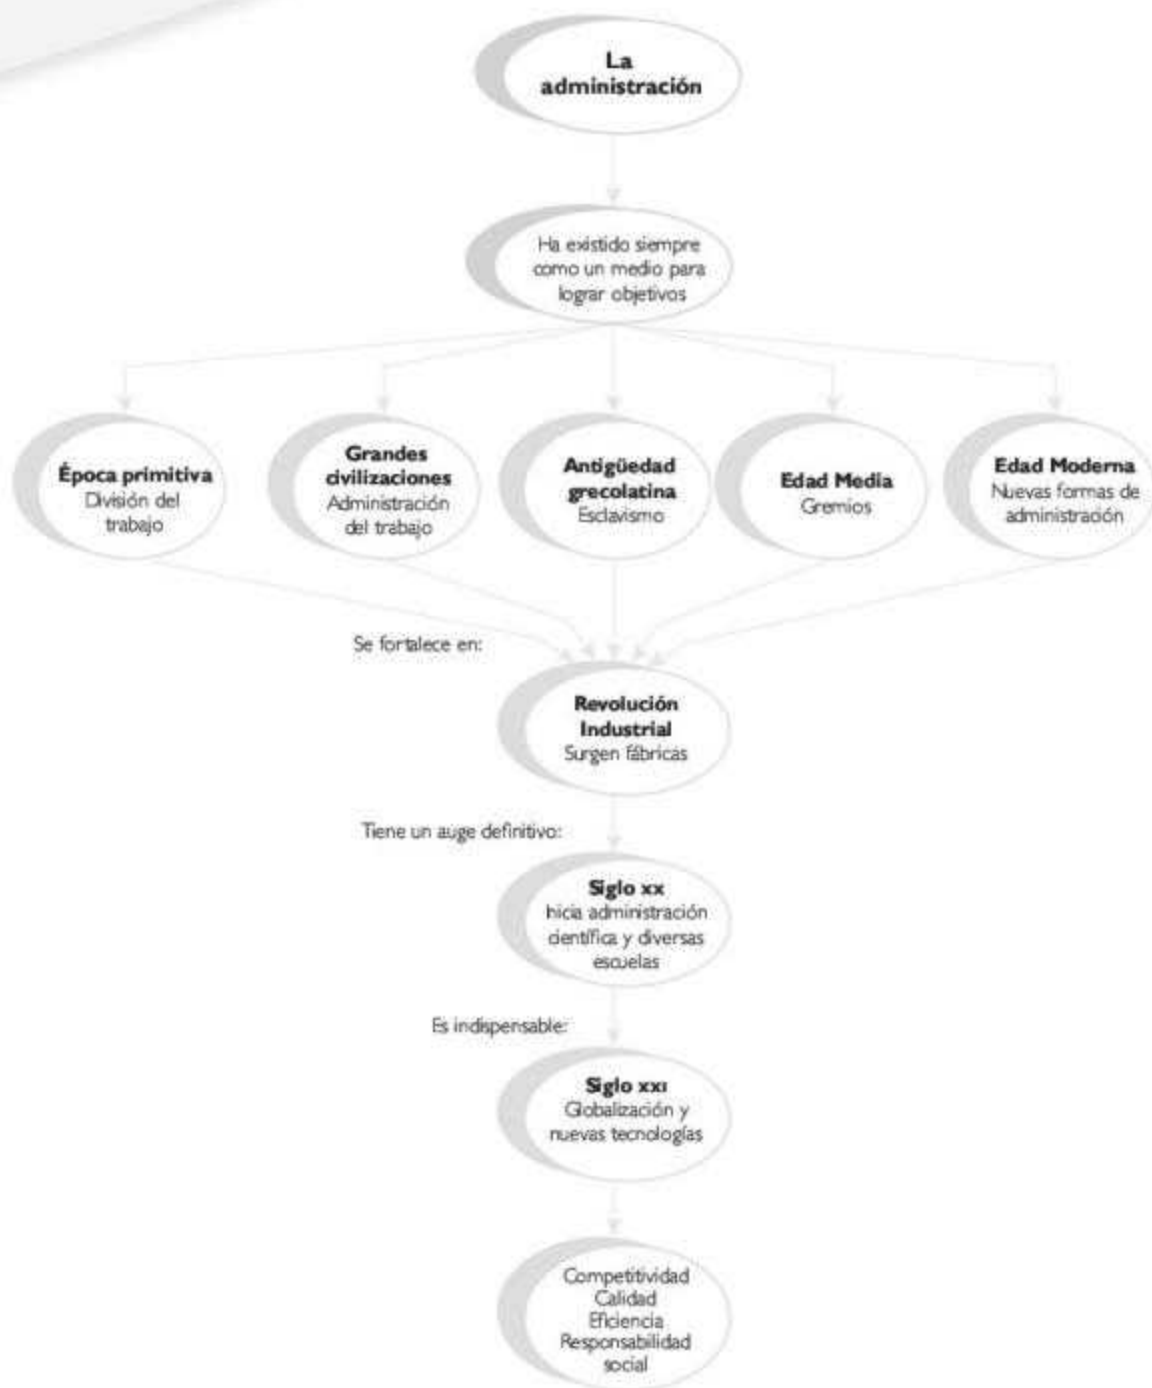 La
administración
Ha existido siempre
como un medio para
lograr objetivos
Época primitiva
División del
trabajo
Grandes
civilizaciones
Administración
del trabajo
Antigüedad
grecolatina
Esclavismo
Edad Media
Gremios
Edad Moderna
Nuevas formas de
administración
Se fortalece en:
Revolución
Industrial
Surgen fábricas
Tiene un auge definitivo:
Siglo XX
Inicia administración
científica y diversas
escuelas
Es indispensable:
Siglo XXI
Globalización y
nuevas tecnologías
Competitividad
Calidad
Eficiencia
Responsabilidad
social